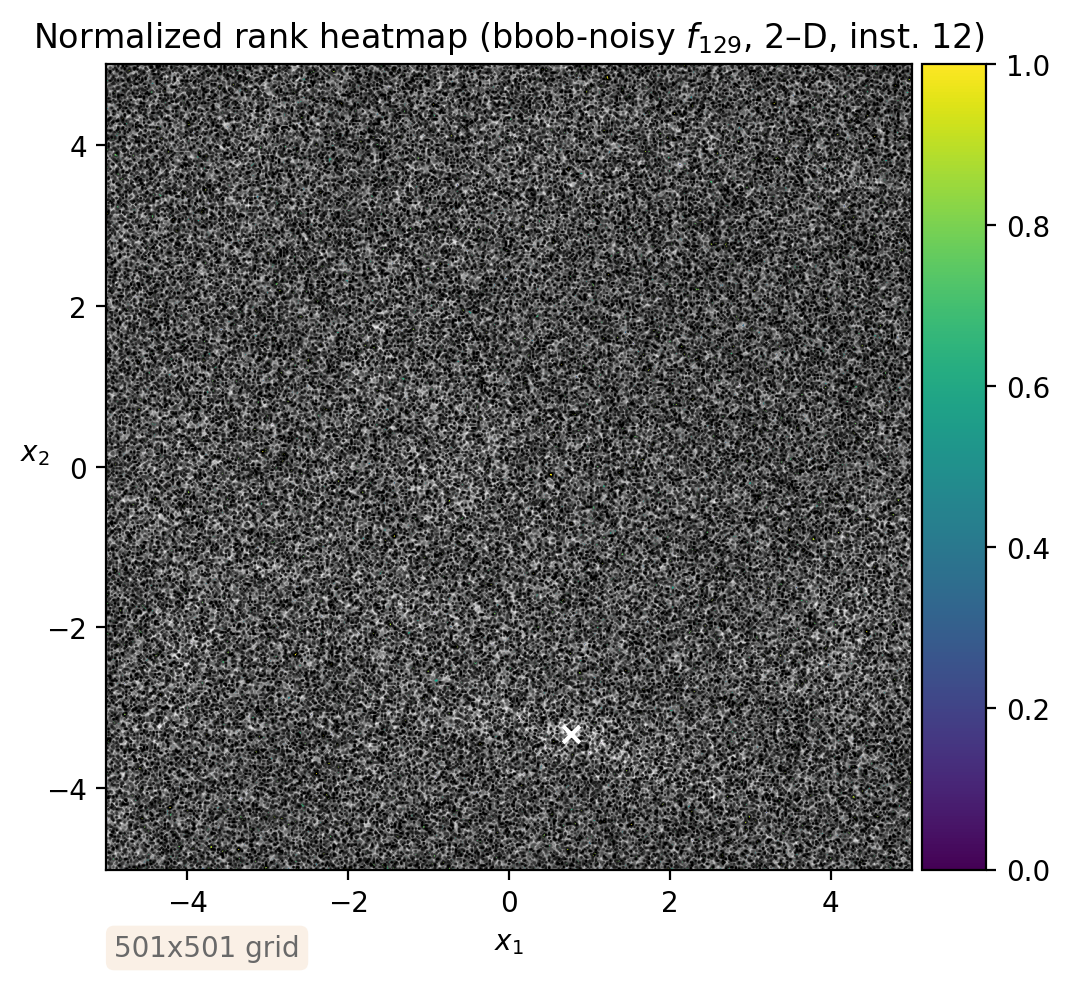 Normalized rank heatmap (bbob-noisy f₁₂₉, 2–D, inst. 12)
1.0
4
0.8
2
0.6
x₂
0
0.4
−2
0.2
−4
0.0
−4 −2 0 2 4
x₁
501x501 grid